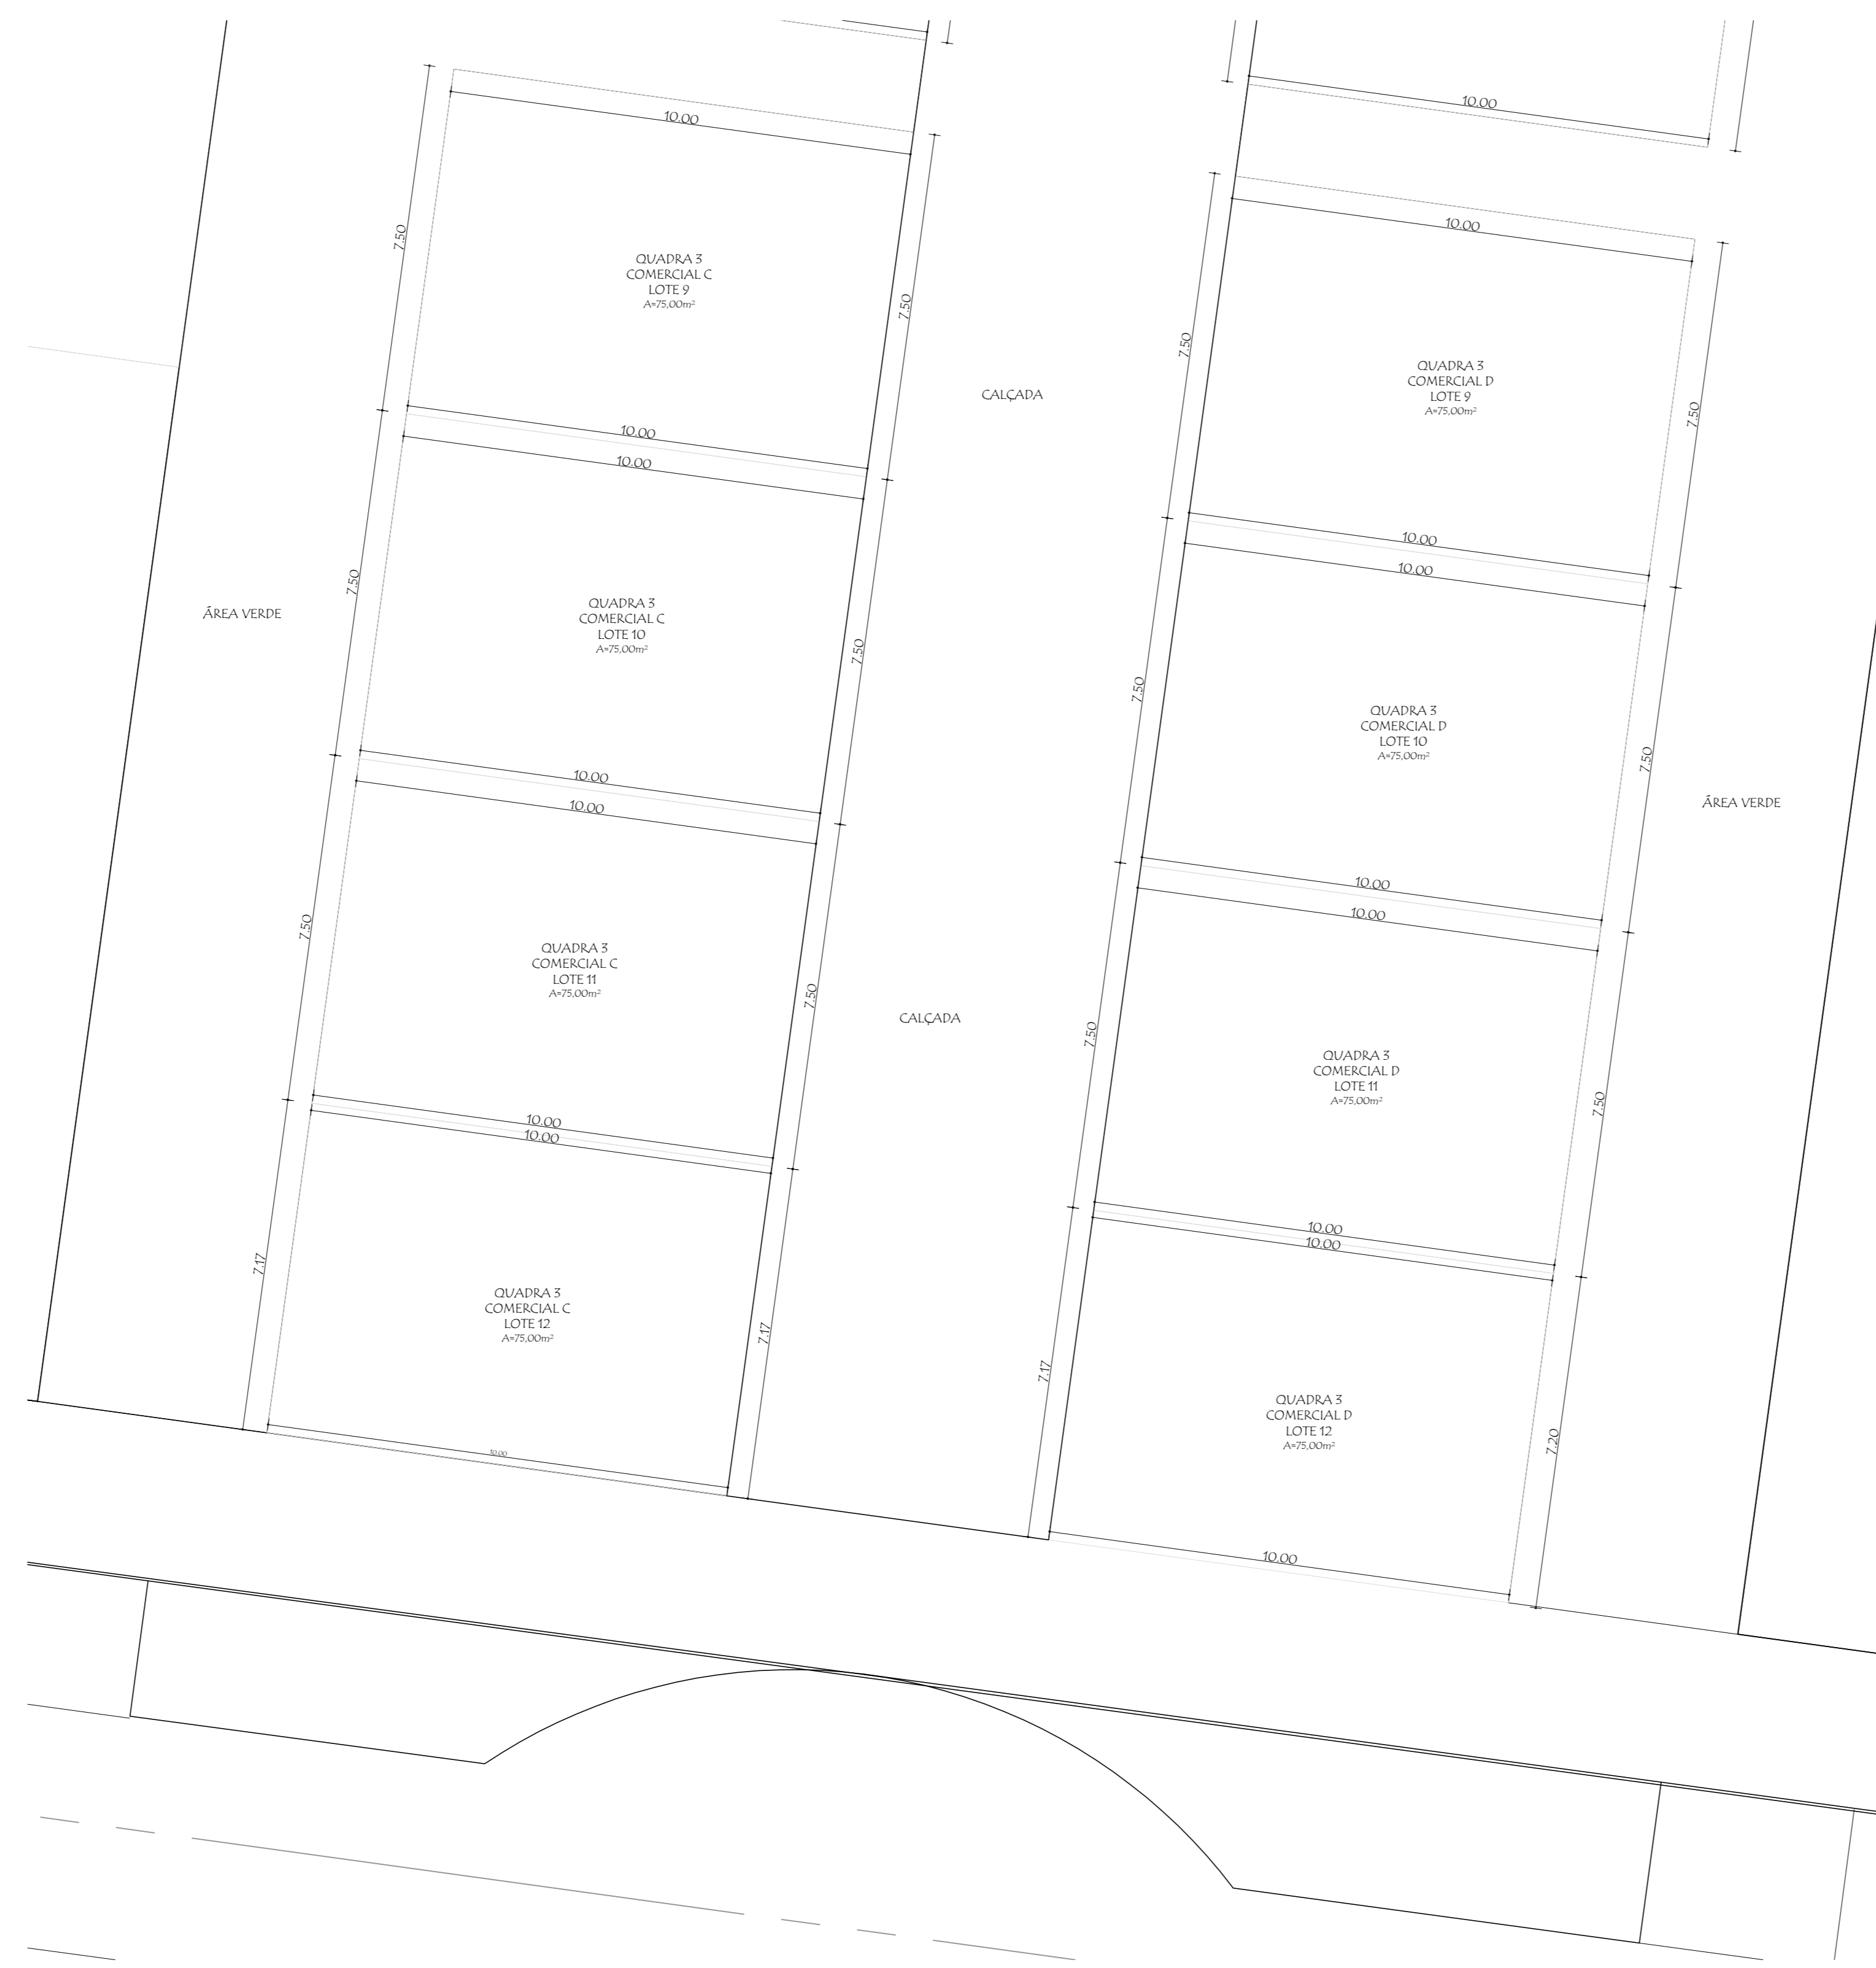 10.00
10.00
7.50
QUADRA 3
COMERCIAL C
LOTE 9
A=75,00m²
7.50
10.00
10.00
10.00
7.50
QUADRA 3
COMERCIAL D
LOTE 9
A=75,00m²
7.50
CALÇADA
7.50
QUADRA 3
COMERCIAL C
LOTE 10
A=75,00m²
7.50
10.00
10.00
ÁREA VERDE
10.00
10.00
7.50
QUADRA 3
COMERCIAL D
LOTE 10
A=75,00m²
7.50
ÁREA VERDE
7.50
QUADRA 3
COMERCIAL C
LOTE 11
A=75,00m²
7.50
10.00
10.00
CALÇADA
10.00
10.00
7.50
QUADRA 3
COMERCIAL D
LOTE 11
A=75,00m²
7.50
7.17
QUADRA 3
COMERCIAL C
LOTE 12
A=75,00m²
7.17
10.00
10.00
10.00
7.17
QUADRA 3
COMERCIAL D
LOTE 12
A=75,00m²
7.20
10.00